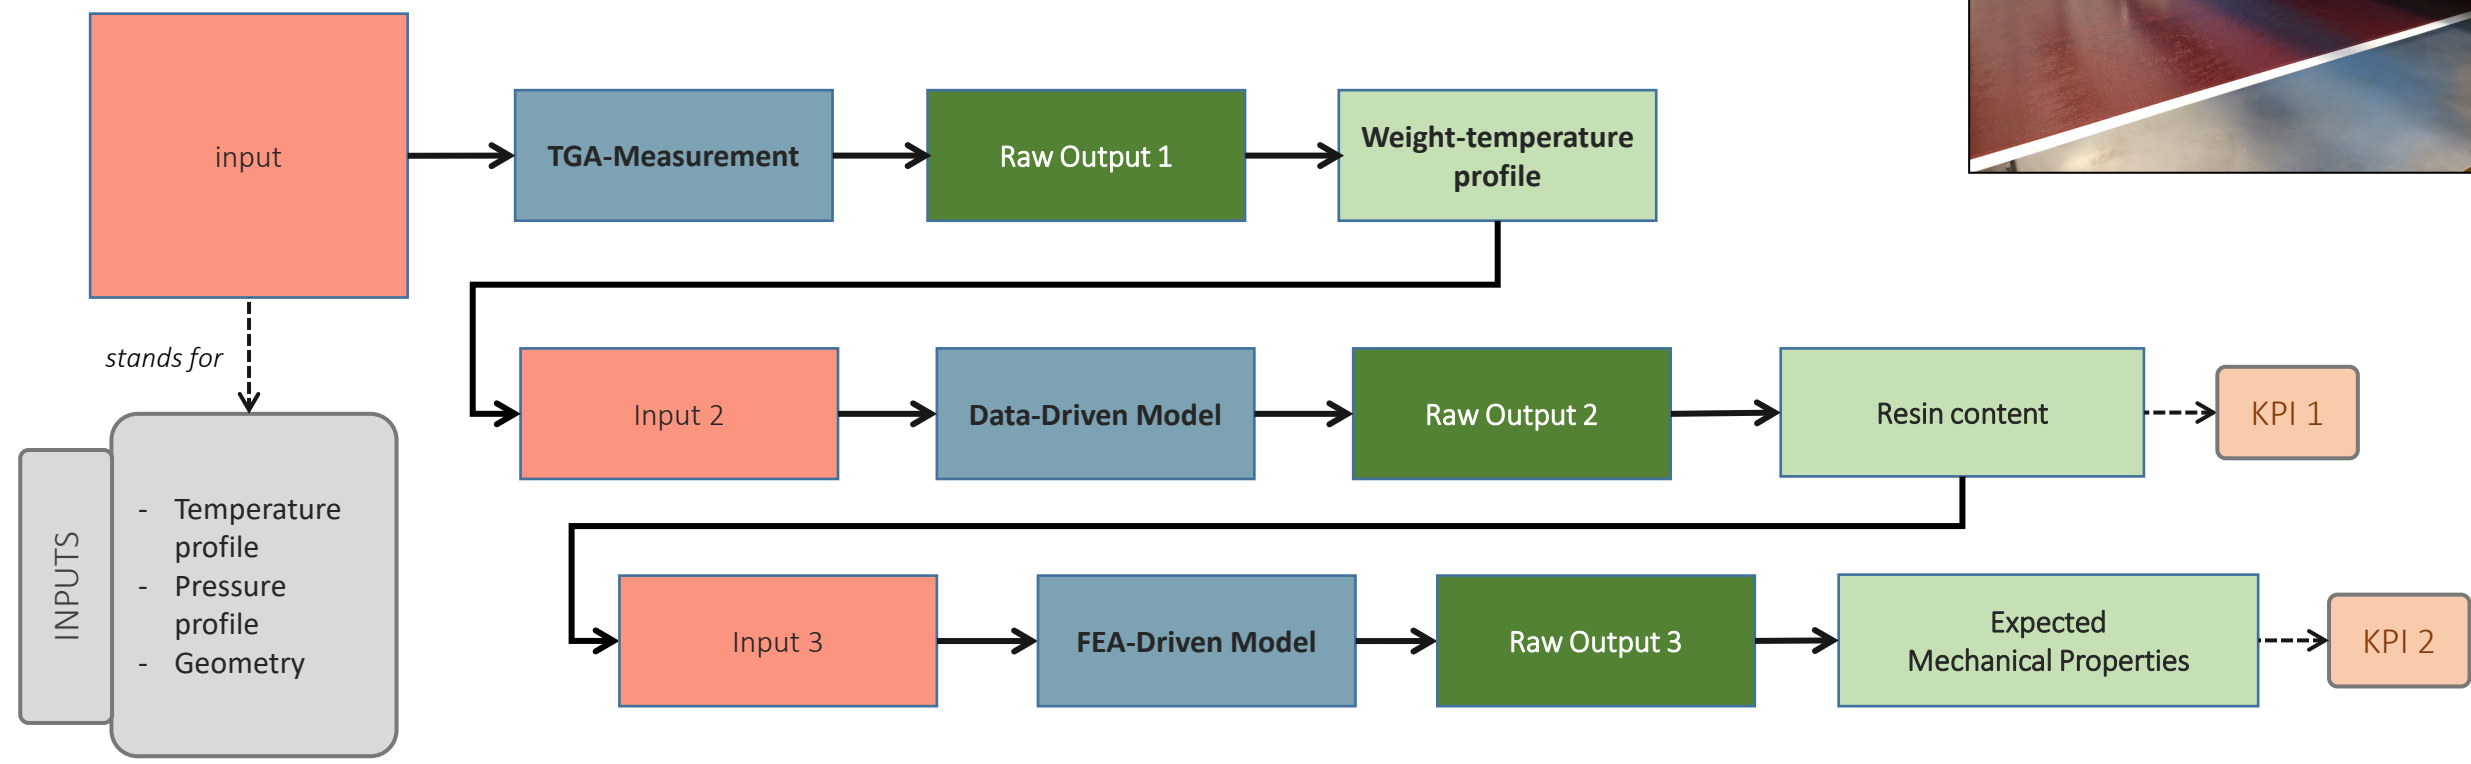 input
TGA-Measurement
Raw Output 1
Weight-temperature
profile
stands for
INPUTS
- Temperature
profile
- Pressure
profile
- Geometry
Input 2
Data-Driven Model
Raw Output 2
Resin content
KPI 1
Input 3
FEA-Driven Model
Raw Output 3
Expected
Mechanical Properties
KPI 2